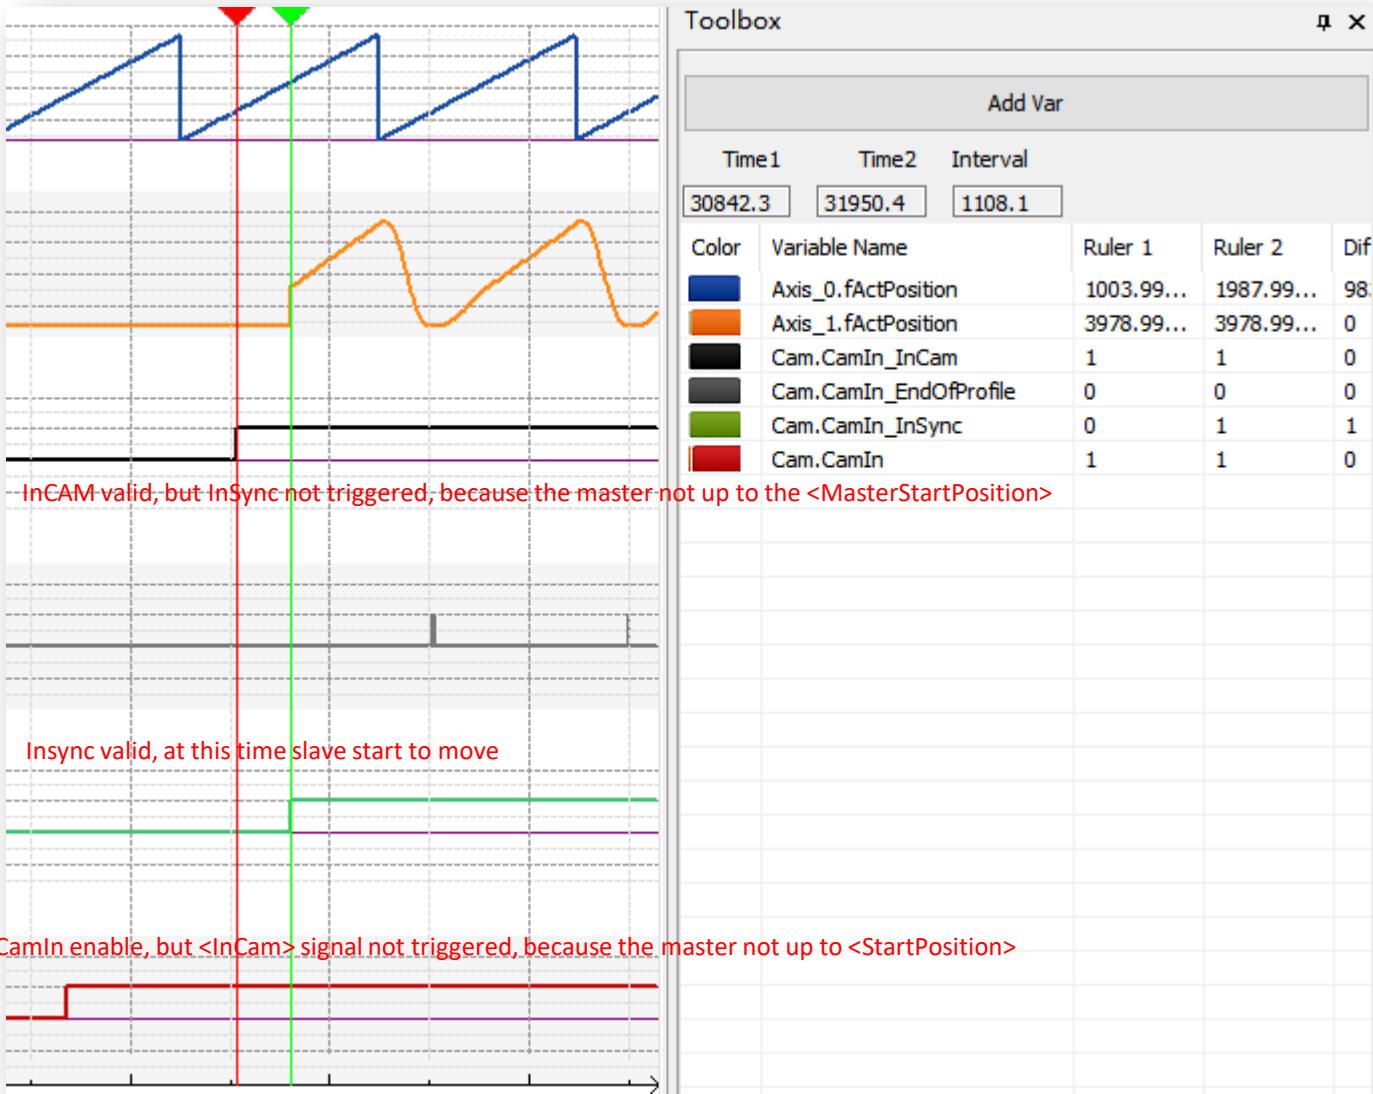 Toolbox
Add Var
Time1 Time2 Interval
30842.3 31950.4 1108.1
Color Variable Name Ruler 1 Ruler 2 Dif
Axis_0.fActPosition 1003.99... 1987.99... 98
Axis_1.fActPosition 3978.99... 3978.99... 0
Cam.CamIn_InCam 1 1 0
Cam.CamIn_EndOfProfile 0 0 0
Cam.CamIn_InSync 0 1 1
Cam.CamIn 1 1 0
InCAM valid, but InSync not triggered, because the master not up to the <MasterStartPosition>
Insync valid, at this time slave start to move
CamIn enable, but <InCam> signal not triggered, because the master not up to <StartPosition>